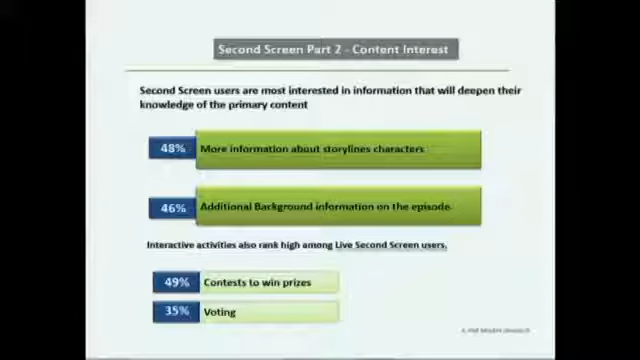 Second Screen Part 2 - Content Interest
Second Screen users are most interested in information that will deepen their
knowledge of the primary content
48% More information about storylines characters
46% Additional Background information on the episode
Interactive activities also rank high among Live Second Screen users.
49% Contests to win prizes
35% Voting